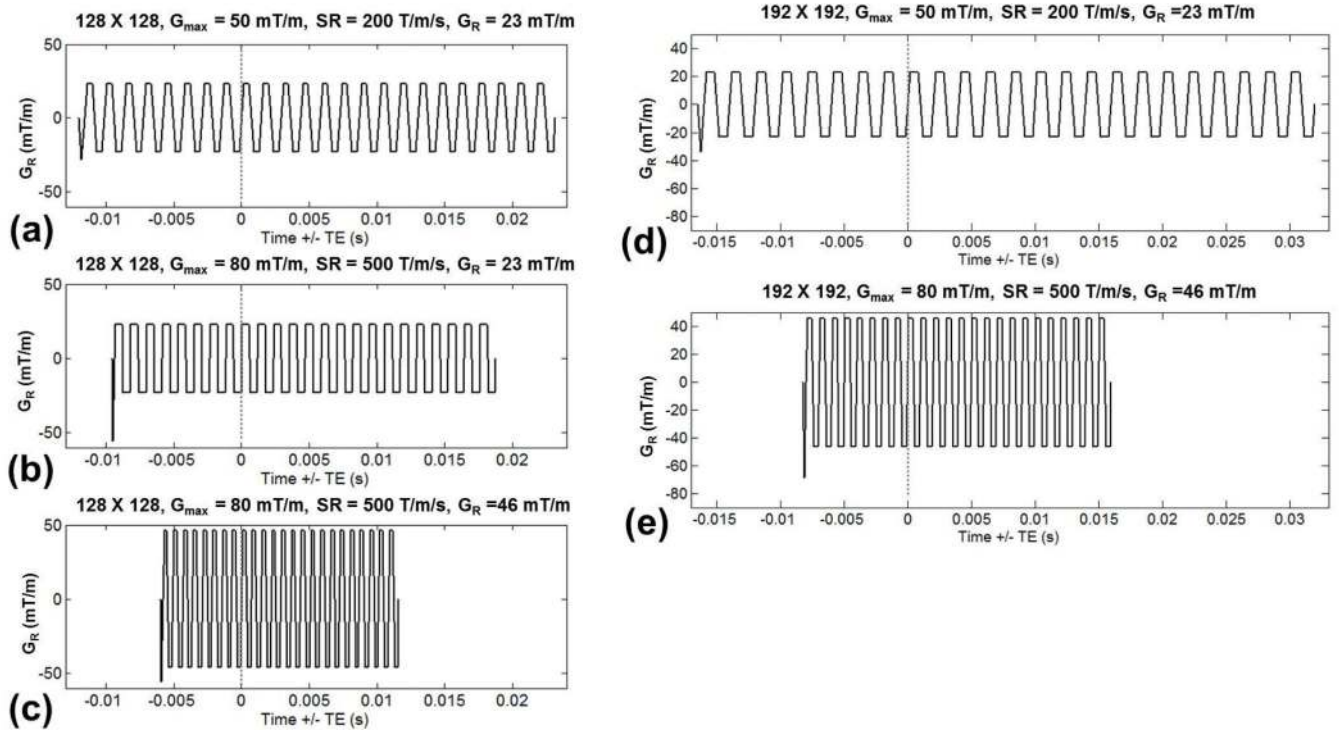 128 X 128, Gmax = 50 mT/m, SR = 200 T/m/s, GR = 23 mT/m
50
0
-50
GR (mT/m)
-0.01 -0.005 0 0.005 0.01 0.015 0.02
Time +/- TE (s)
(a)
128 X 128, Gmax = 80 mT/m, SR = 500 T/m/s, GR = 23 mT/m
50
0
-50
GR (mT/m)
-0.01 -0.005 0 0.005 0.01 0.015 0.02
Time +/- TE (s)
(b)
128 X 128, Gmax = 80 mT/m, SR = 500 T/m/s, GR =46 mT/m
50
0
-50
GR (mT/m)
-0.01 -0.005 0 0.005 0.01 0.015 0.02
Time +/- TE (s)
(c)
192 X 192, Gmax = 50 mT/m, SR = 200 T/m/s, GR =23 mT/m
40
20
0
-20
-40
-60
-80
GR (mT/m)
-0.015 -0.01 -0.005 0 0.005 0.01 0.015 0.02 0.025 0.03
Time +/- TE (s)
(d)
192 X 192, Gmax = 80 mT/m, SR = 500 T/m/s, GR =46 mT/m
40
20
0
-20
-40
-60
-80
GR (mT/m)
-0.015 -0.01 -0.005 0 0.005 0.01 0.015 0.02 0.025 0.03
Time +/- TE (s)
(e)